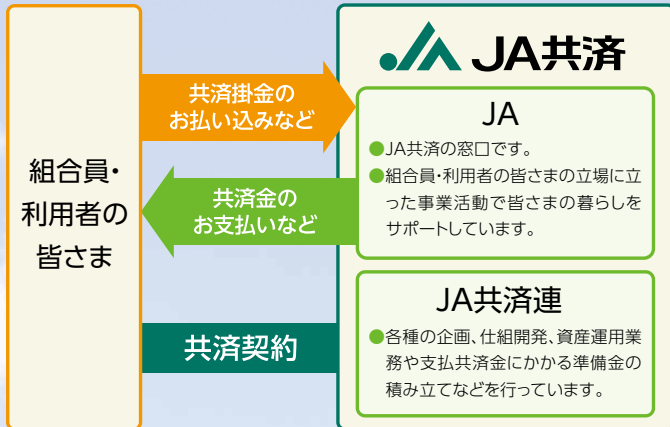 組合員・
利用者の
皆さま
共済掛金の
お払い込みなど
共済金の
お支払いなど
共済契約
JA共済
JA
●JA共済の窓口です。
●組合員・利用者の皆さまの立場に立
った事業活動で皆さまの暮らしを
サポートしています。
JA共済連
●各種の企画、仕組開発、資産運用業
務や支払共済金にかかる準備金の
積み立てなどを行っています。